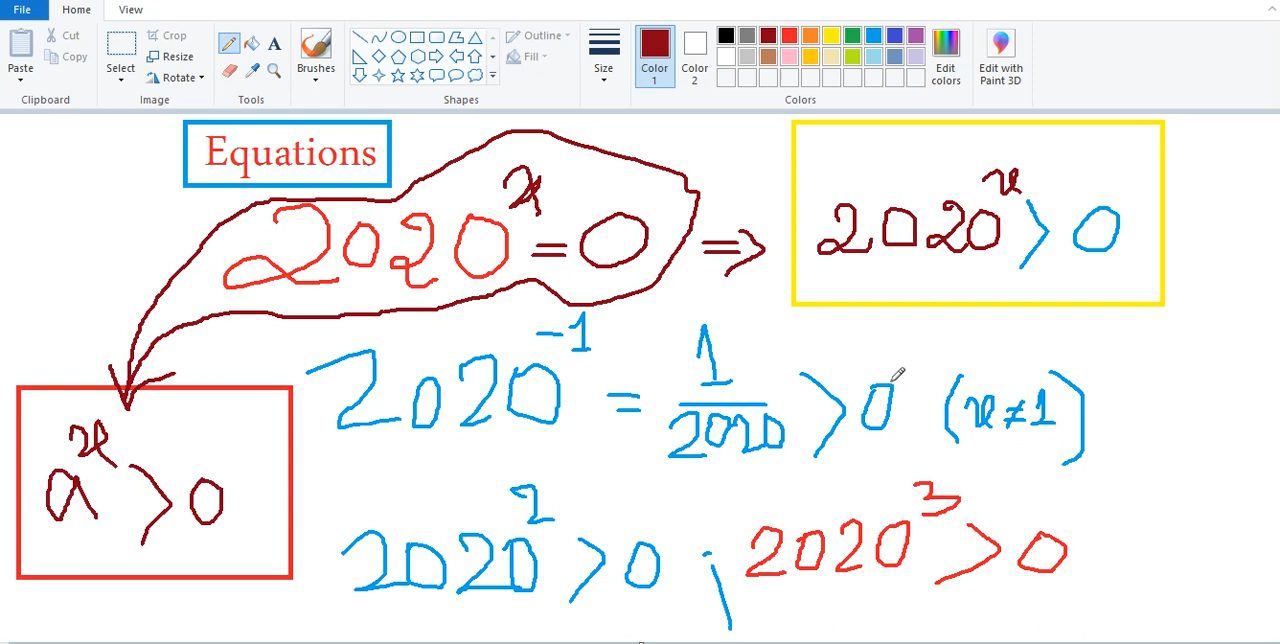 File Home View
Paste Cut Copy Select Crop Resize Rotate Brushes Outline Fill Size Color 1 Color 2 Edit colors Edit with Paint 3D
Clipboard Image Tools Shapes Colors
Equations
2020^x = 0 => 2020^x > 0
2020^-1 = 1/2020 > 0 (x ≠ 1)
a^x > 0
2020^2 > 0 ; 2020^3 > 0